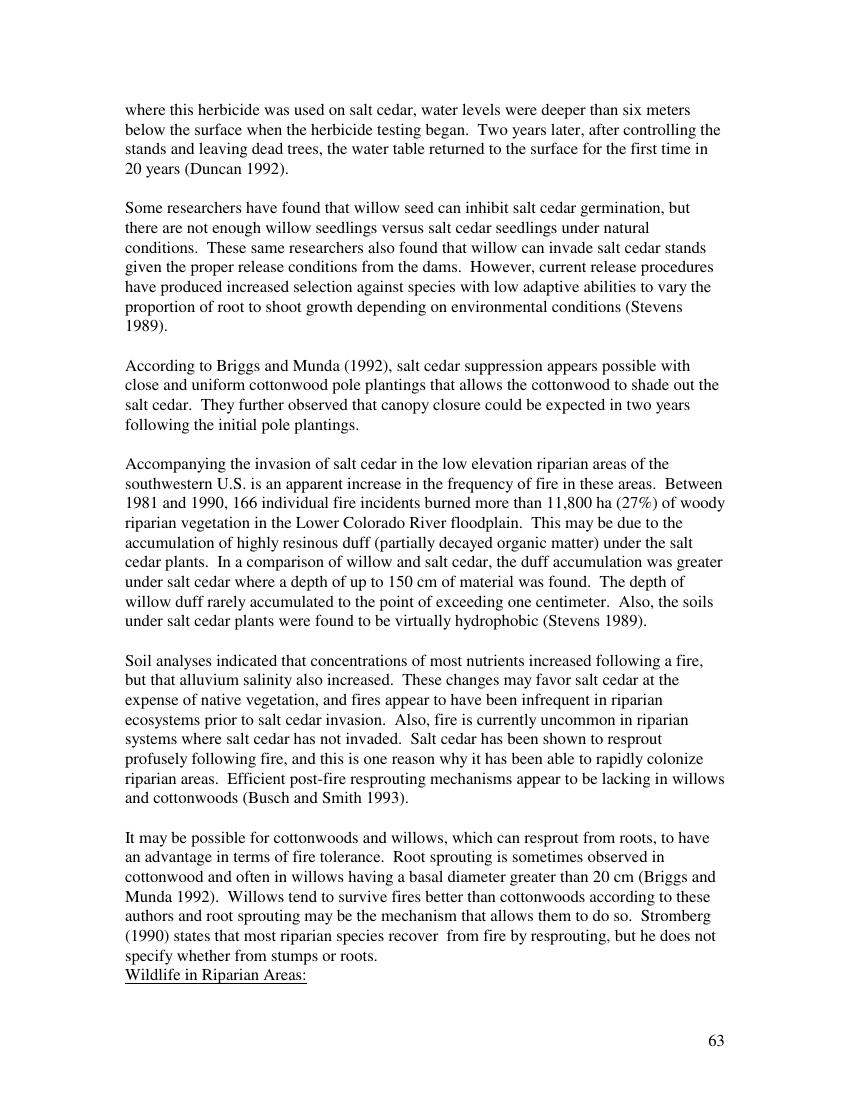 where this herbicide was used on salt cedar, water levels were deeper than six meters
below the surface when the herbicide testing began.  Two years later, after controlling the
stands and leaving dead trees, the water table returned to the surface for the first time in
20 years (Duncan 1992).

Some researchers have found that willow seed can inhibit salt cedar germination, but
there are not enough willow seedlings versus salt cedar seedlings under natural
conditions.  These same researchers also found that willow can invade salt cedar stands
given the proper release conditions from the dams.  However, current release procedures
have produced increased selection against species with low adaptive abilities to vary the
proportion of root to shoot growth depending on environmental conditions (Stevens
1989).

According to Briggs and Munda (1992), salt cedar suppression appears possible with
close and uniform cottonwood pole plantings that allows the cottonwood to shade out the
salt cedar.  They further observed that canopy closure could be expected in two years
following the initial pole plantings.

Accompanying the invasion of salt cedar in the low elevation riparian areas of the
southwestern U.S. is an apparent increase in the frequency of fire in these areas.  Between
1981 and 1990, 166 individual fire incidents burned more than 11,800 ha (27%) of woody
riparian vegetation in the Lower Colorado River floodplain.  This may be due to the
accumulation of highly resinous duff (partially decayed organic matter) under the salt
cedar plants.  In a comparison of willow and salt cedar, the duff accumulation was greater
under salt cedar where a depth of up to 150 cm of material was found.  The depth of
willow duff rarely accumulated to the point of exceeding one centimeter.  Also, the soils
under salt cedar plants were found to be virtually hydrophobic (Stevens 1989).

Soil analyses indicated that concentrations of most nutrients increased following a fire,
but that alluvium salinity also increased.  These changes may favor salt cedar at the
expense of native vegetation, and fires appear to have been infrequent in riparian
ecosystems prior to salt cedar invasion.  Also, fire is currently uncommon in riparian
systems where salt cedar has not invaded.  Salt cedar has been shown to resprout
profusely following fire, and this is one reason why it has been able to rapidly colonize
riparian areas.  Efficient post-fire resprouting mechanisms appear to be lacking in willows
and cottonwoods (Busch and Smith 1993).

It may be possible for cottonwoods and willows, which can resprout from roots, to have
an advantage in terms of fire tolerance.  Root sprouting is sometimes observed in
cottonwood and often in willows having a basal diameter greater than 20 cm (Briggs and
Munda 1992).  Willows tend to survive fires better than cottonwoods according to these
authors and root sprouting may be the mechanism that allows them to do so.  Stromberg
(1990) states that most riparian species recover  from fire by resprouting, but he does not
specify whether from stumps or roots.
Wildlife in Riparian Areas:

63